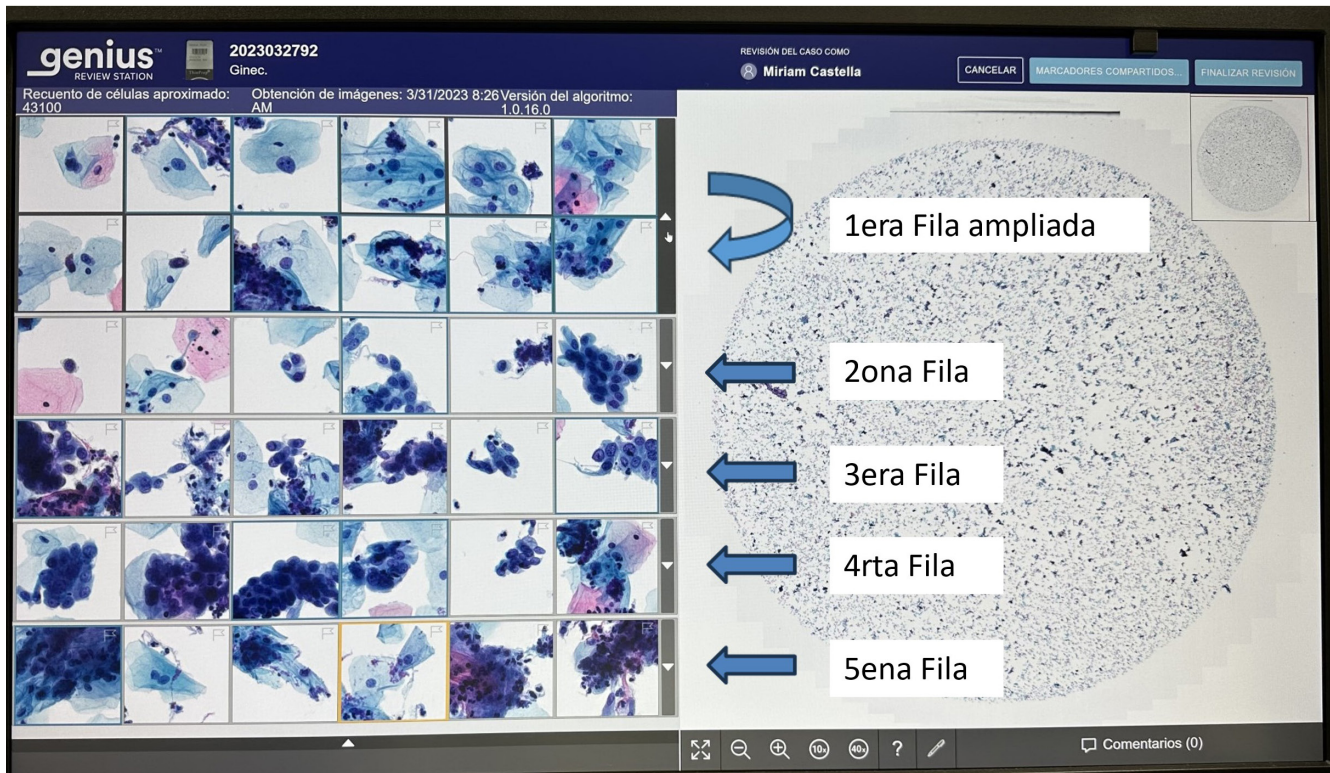 genius™
REVIEW STATION
2023032792
Ginec.
REVISIÓN DEL CASO COMO
Miriam Castella
CANCELAR
MARCADORES COMPARTIDOS...
FINALIZAR REVISIÓN
Recuento de células aproximado:
43100
Obtención de imágenes: 3/31/2023 8:26
Versión del algoritmo:
1.0.16.0
1era Fila ampliada
2ona Fila
3era Fila
4rta Fila
5ena Fila
10x
40x
?
Comentarios (0)